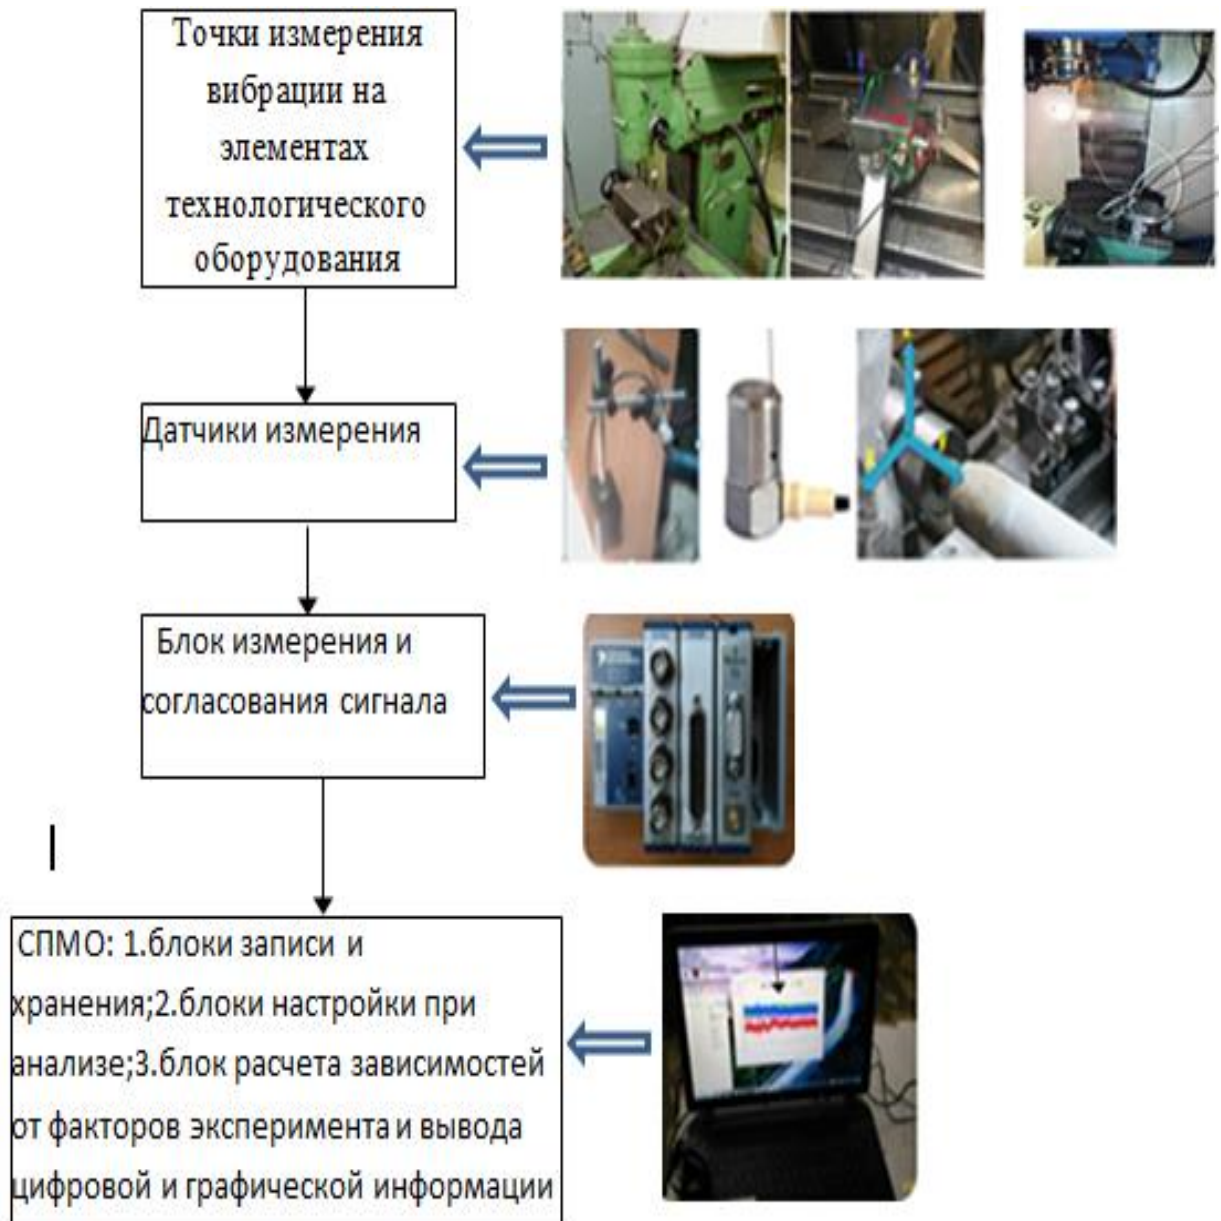 Точки измерения
вибрации на
элементах
технологического
оборудования
Датчики измерения
Блок измерения и
согласования сигнала
СПМО: 1.блоки записи и
хранения;2.блоки настройки при
анализе;3.блок расчета зависимостей
от факторов эксперимента и вывода
цифровой и графической информации